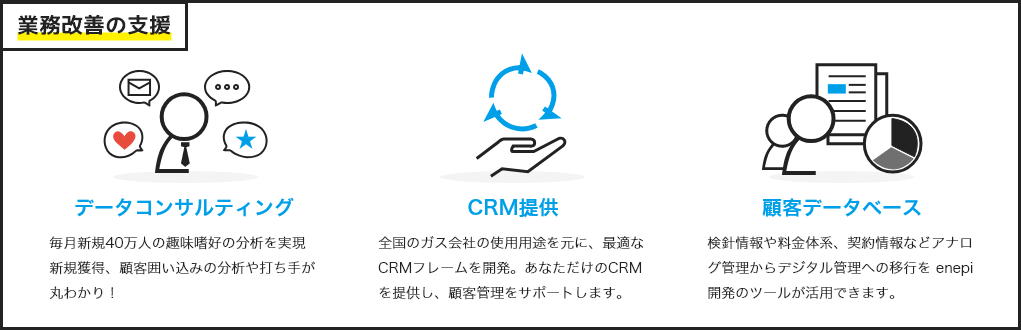 業務改善の支援
データコンサルティング
毎月新規40万人の趣味嗜好の分析を実現
新規獲得、顧客囲い込みの分析や打ち手が
丸わかり！
CRM提供
全国のガス会社の使用用途を元に、最適な
CRMフレームを開発。あなただけのCRM
を提供し、顧客管理をサポートします。
顧客データベース
検針情報や料金体系、契約情報などアナロ
グ管理からデジタル管理への移行を enepi
開発のツールが活用できます。